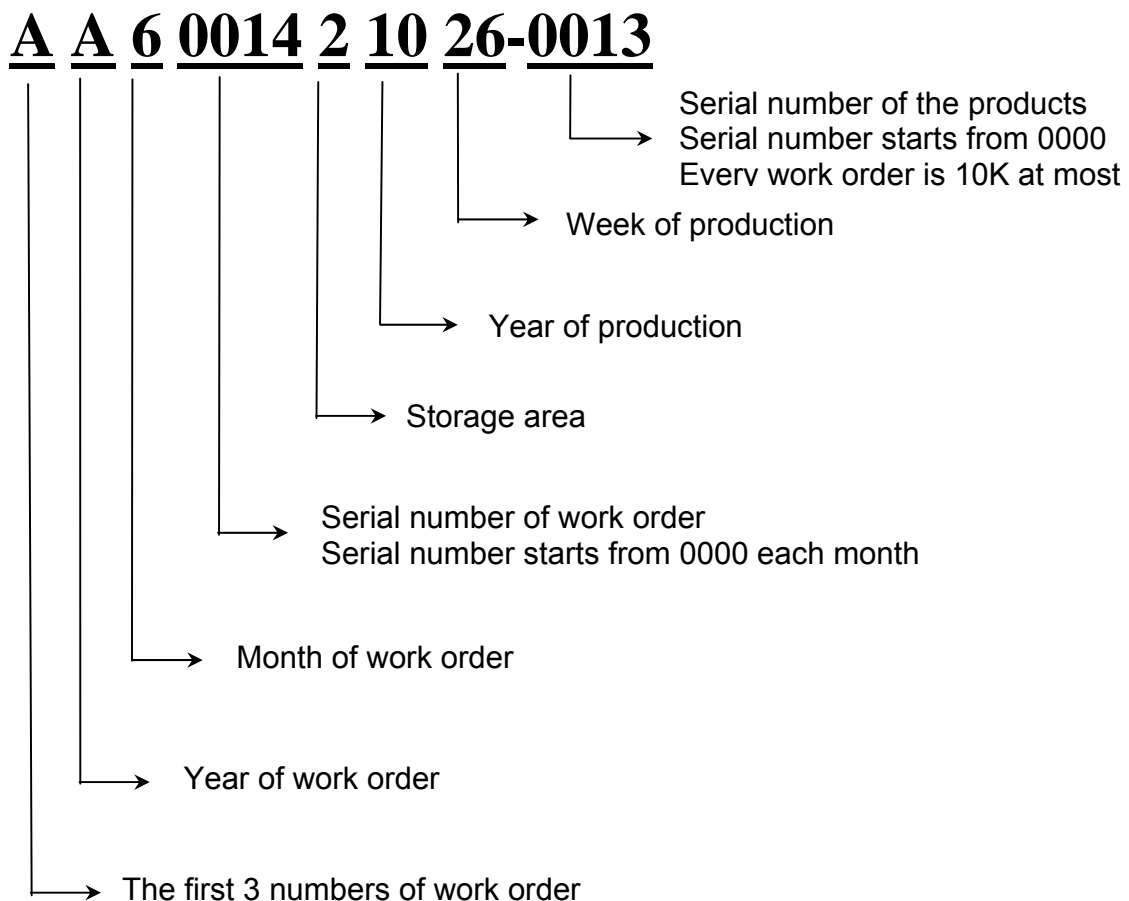 A A 6 0014 2 10 26-0013
Serial number of the products
Serial number starts from 0000
Every work order is 10K at most
Week of production
Year of production
Storage area
Serial number of work order
Serial number starts from 0000 each month
Month of work order
Year of work order
The first 3 numbers of work order